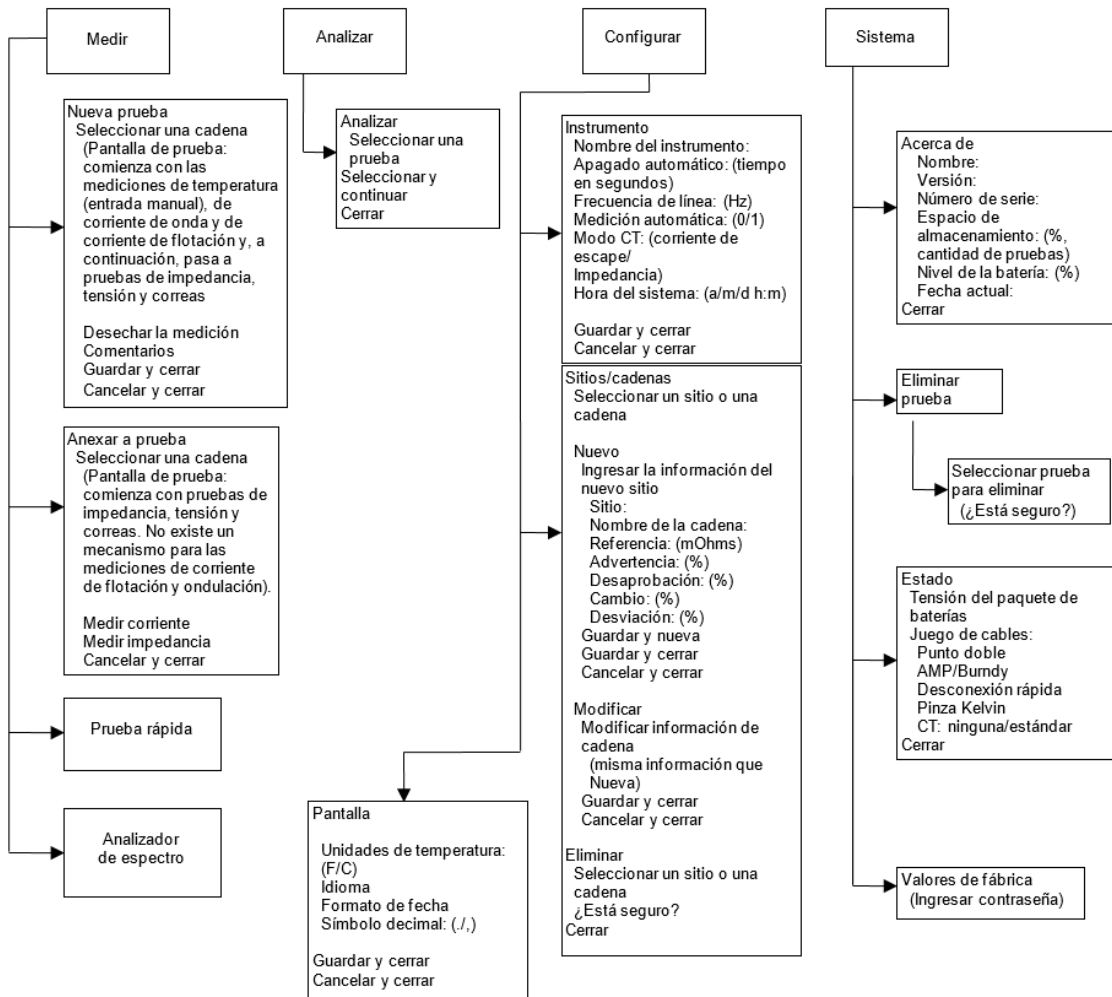 Medir
Nueva prueba
Seleccionar una cadena
(Pantalla de prueba:
comienza con las
mediciones de temperatura
(entrada manual), de
corriente de onda y de
corriente de flotación y, a
continuación, pasa a
pruebas de impedancia,
tensión y correas
Desechar la medición
Comentarios
Guardar y cerrar
Cancelar y cerrar
Anexar a prueba
Seleccionar una cadena
(Pantalla de prueba:
comienza con pruebas de
impedancia, tensión y
correas. No existe un
mecanismo para las
mediciones de corriente
de flotación y ondulación).
Medir corriente
Medir impedancia
Cancelar y cerrar
Prueba rápida
Analizador
de espectro
Analizar
Analizar
Seleccionar una
prueba
Seleccionar y
continuar
Cerrar
Configurar
Instrumento
Nombre del instrumento:
Apagado automático: (tiempo
en segundos)
Frecuencia de línea: (Hz)
Medición automática: (0/1)
Modo CT: (corriente de
escape/
Impedancia)
Hora del sistema: (a/m/d h:m)
Guardar y cerrar
Cancelar y cerrar
Sitios/cadenas
Seleccionar un sitio o una
cadena
Nuevo
Ingresar la información del
nuevo sitio
Sitio:
Nombre de la cadena:
Referencia: (mOhms)
Advertencia: (%)
Desaprobación: (%)
Cambio: (%)
Desviación: (%)
Guardar y nueva
Guardar y cerrar
Cancelar y cerrar
Modificar
Modificar información de
cadena
(misma información que
Nueva)
Guardar y cerrar
Cancelar y cerrar
Eliminar
Seleccionar un sitio o una
cadena
¿Está seguro?
Cerrar
Pantalla
Unidades de temperatura:
(F/C)
Idioma
Formato de fecha
Símbolo decimal: (./,)
Guardar y cerrar
Cancelar y cerrar
Sistema
Acerca de
Nombre:
Versión:
Número de serie:
Espacio de
almacenamiento: (%,
cantidad de pruebas)
Nivel de la batería: (%)
Fecha actual:
Cerrar
Eliminar
prueba
Seleccionar prueba
para eliminar
(¿Está seguro?)
Estado
Tensión del paquete de
baterías
Juego de cables:
Punto doble
AMP/Burndy
Desconexión rápida
Pinza Kelvin
CT: ninguna/estándar
Cerrar
Valores de fábrica
(Ingresar contraseña)